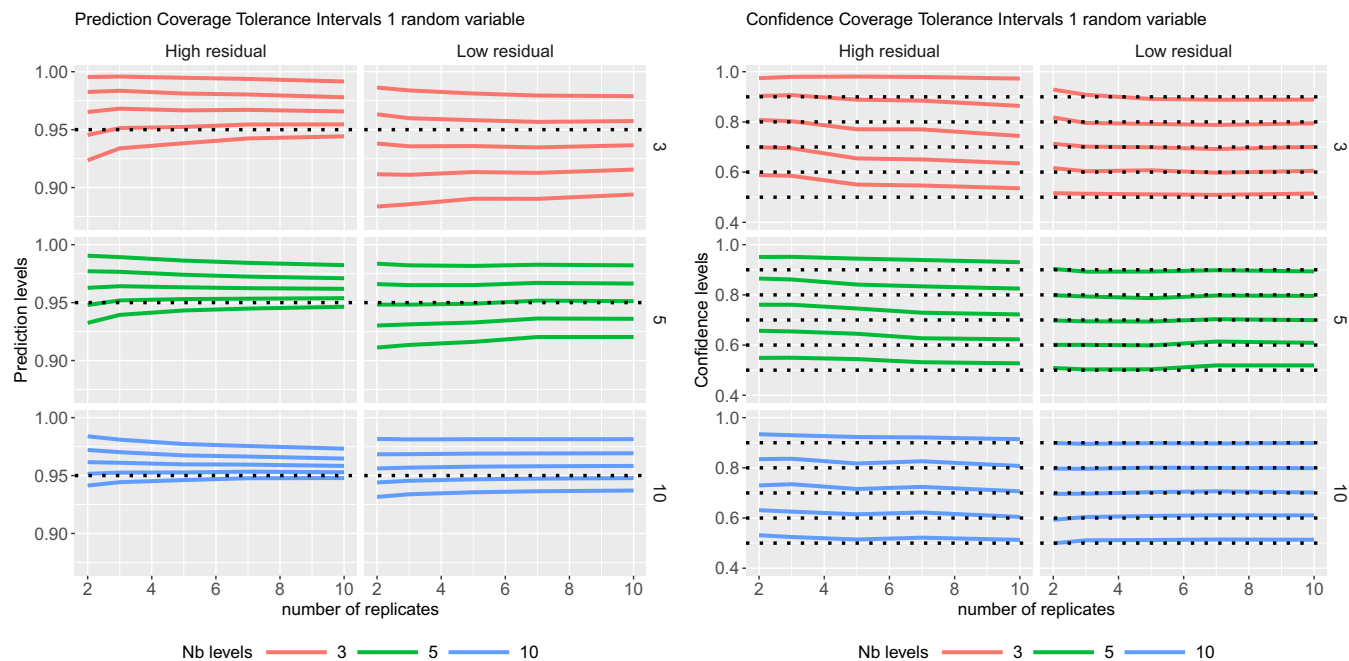 Prediction Coverage Tolerance Intervals 1 random variable
High residual
Low residual
1.00
0.95
0.90
3
1.00
0.95
0.90
5
1.00
0.95
0.90
10
Prediction levels
2 4 6 8 10
2 4 6 8 10
number of replicates
Nb levels 3 5 10
Confidence Coverage Tolerance Intervals 1 random variable
High residual
Low residual
1.0
0.8
0.6
0.4
3
1.0
0.8
0.6
0.4
5
1.0
0.8
0.6
0.4
10
Confidence levels
2 4 6 8 10
2 4 6 8 10
number of replicates
Nb levels 3 5 10